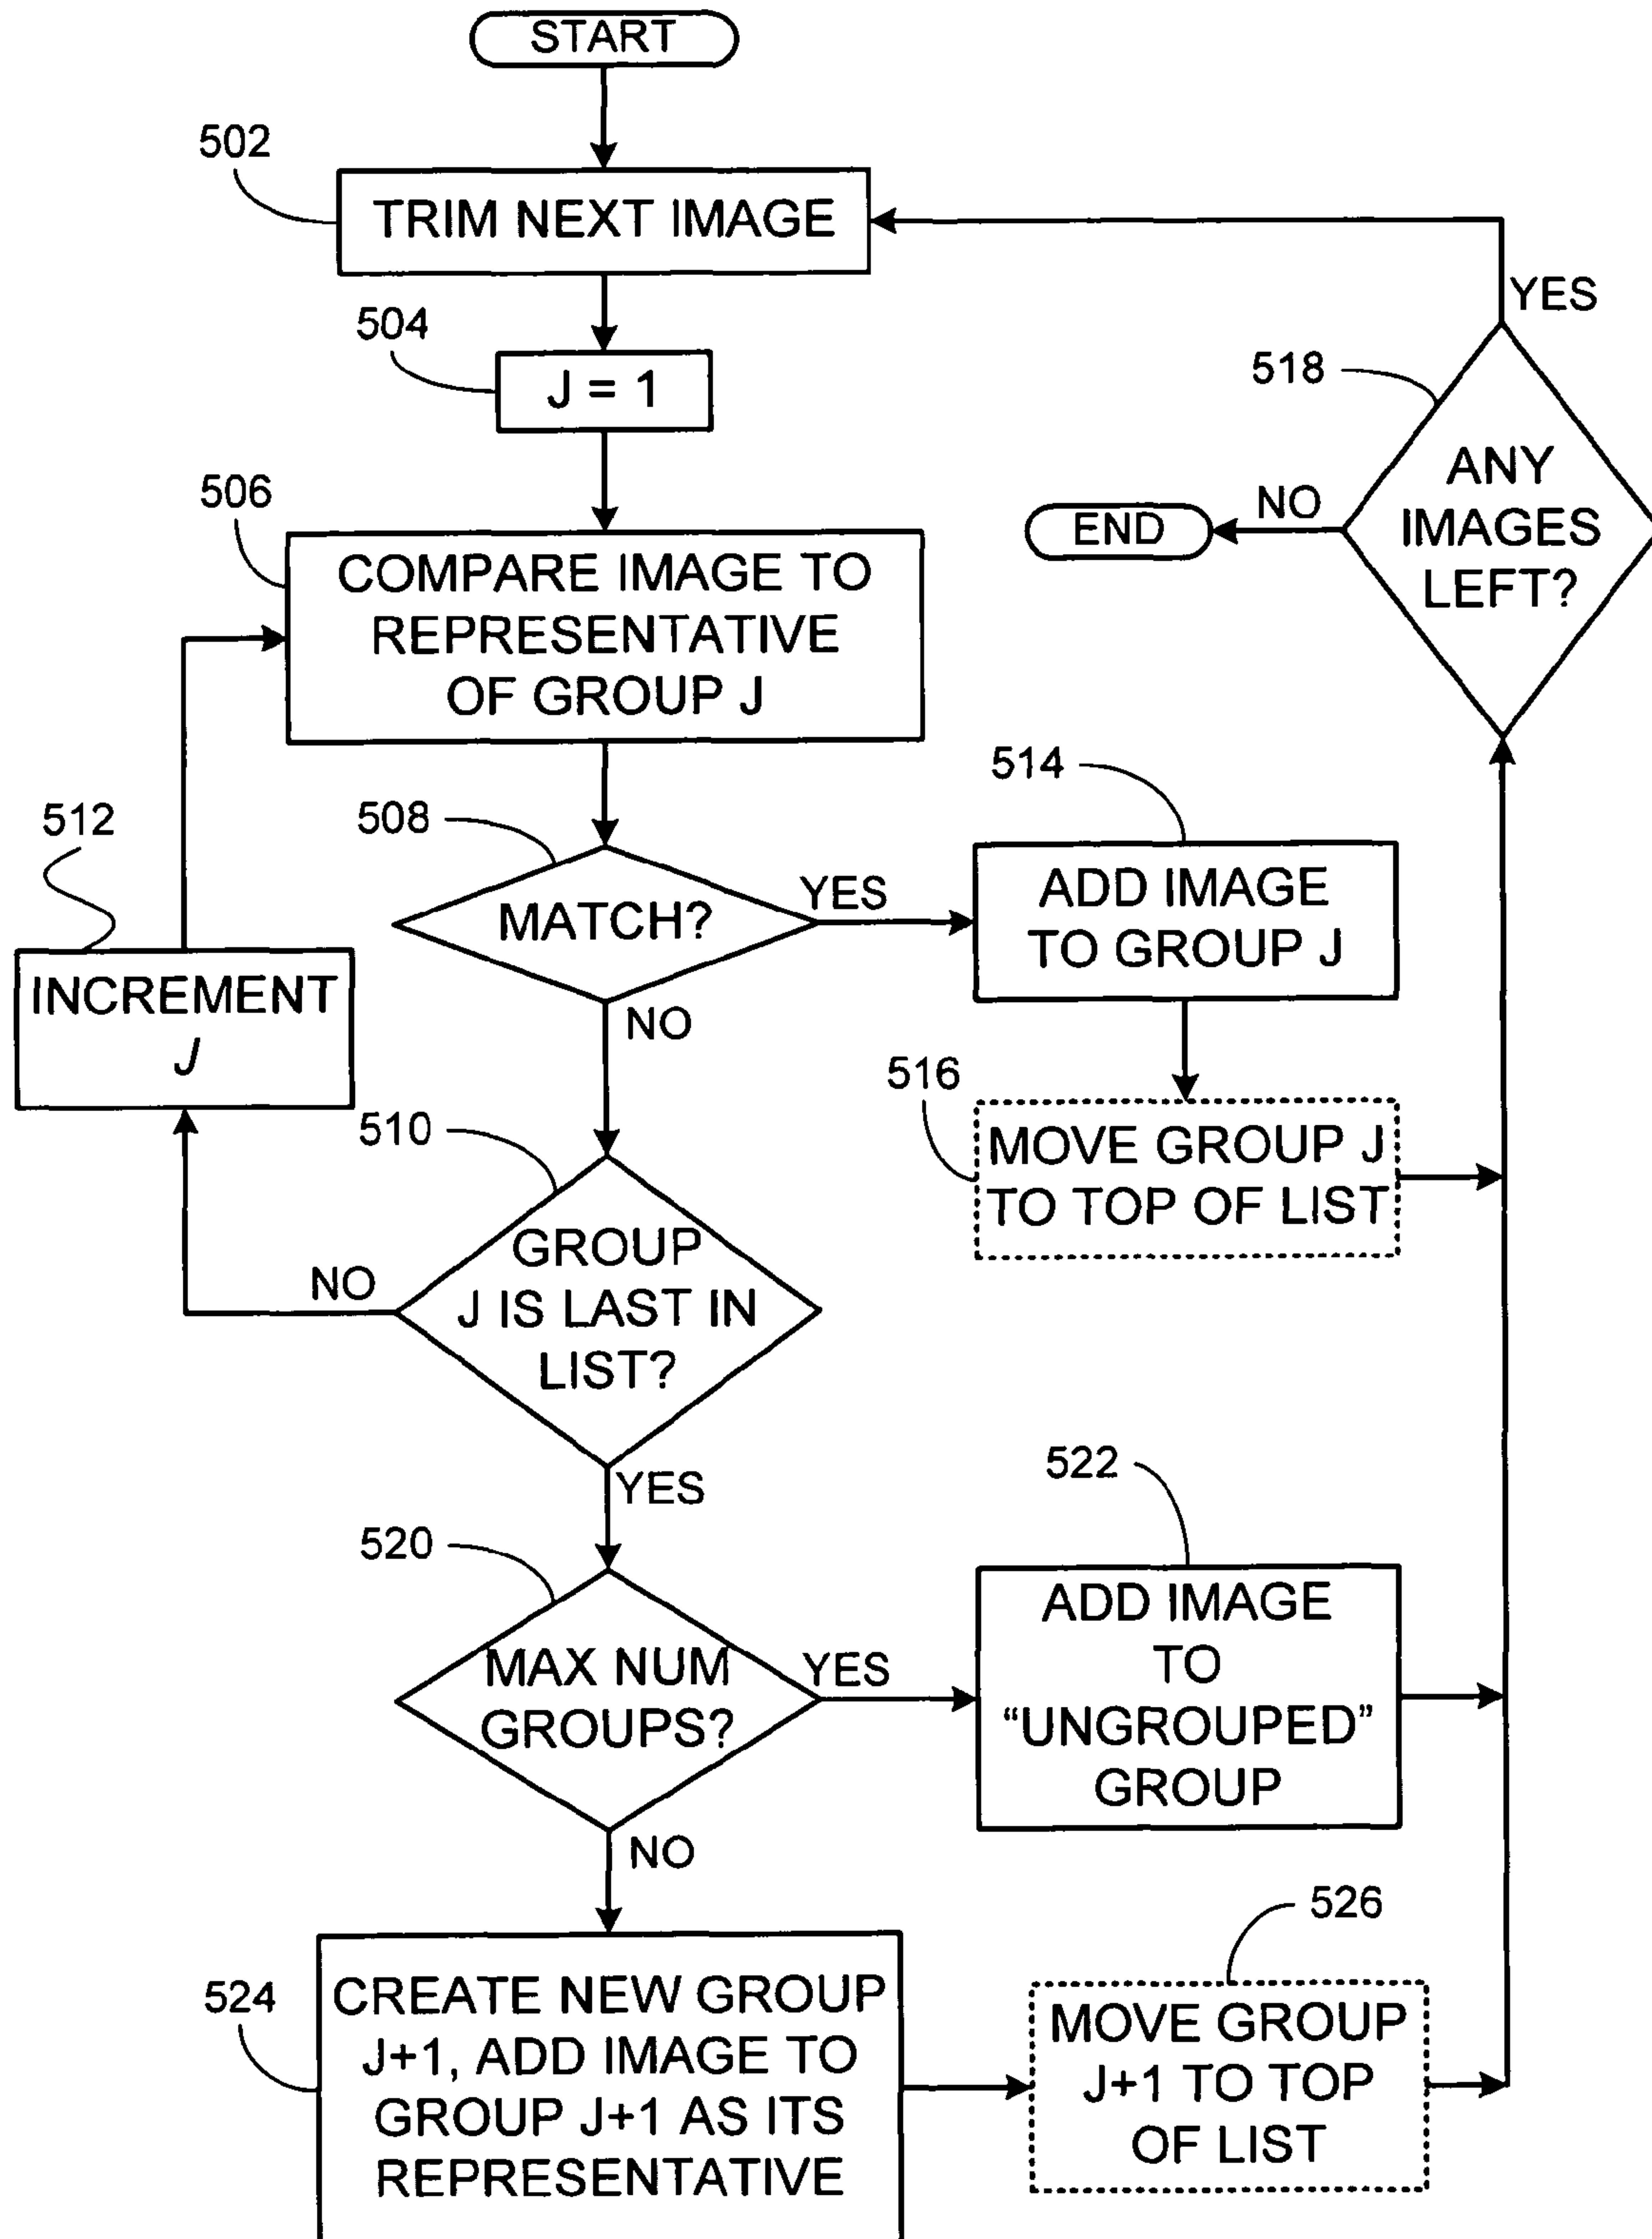 START
502
TRIM NEXT IMAGE
YES
504
J = 1
518
ANY
IMAGES
LEFT?
NO
END
506
COMPARE IMAGE TO
REPRESENTATIVE
OF GROUP J
514
512
508
MATCH?
YES
ADD IMAGE
TO GROUP J
INCREMENT
J
NO
516
MOVE GROUP J
TO TOP OF LIST
510
GROUP
J IS LAST IN
LIST?
NO
YES
522
520
MAX NUM
GROUPS?
YES
ADD IMAGE
TO
“UNGROUPED”
GROUP
NO
526
524
CREATE NEW GROUP
J+1, ADD IMAGE TO
GROUP J+1 AS ITS
REPRESENTATIVE
MOVE GROUP
J+1 TO TOP
OF LIST